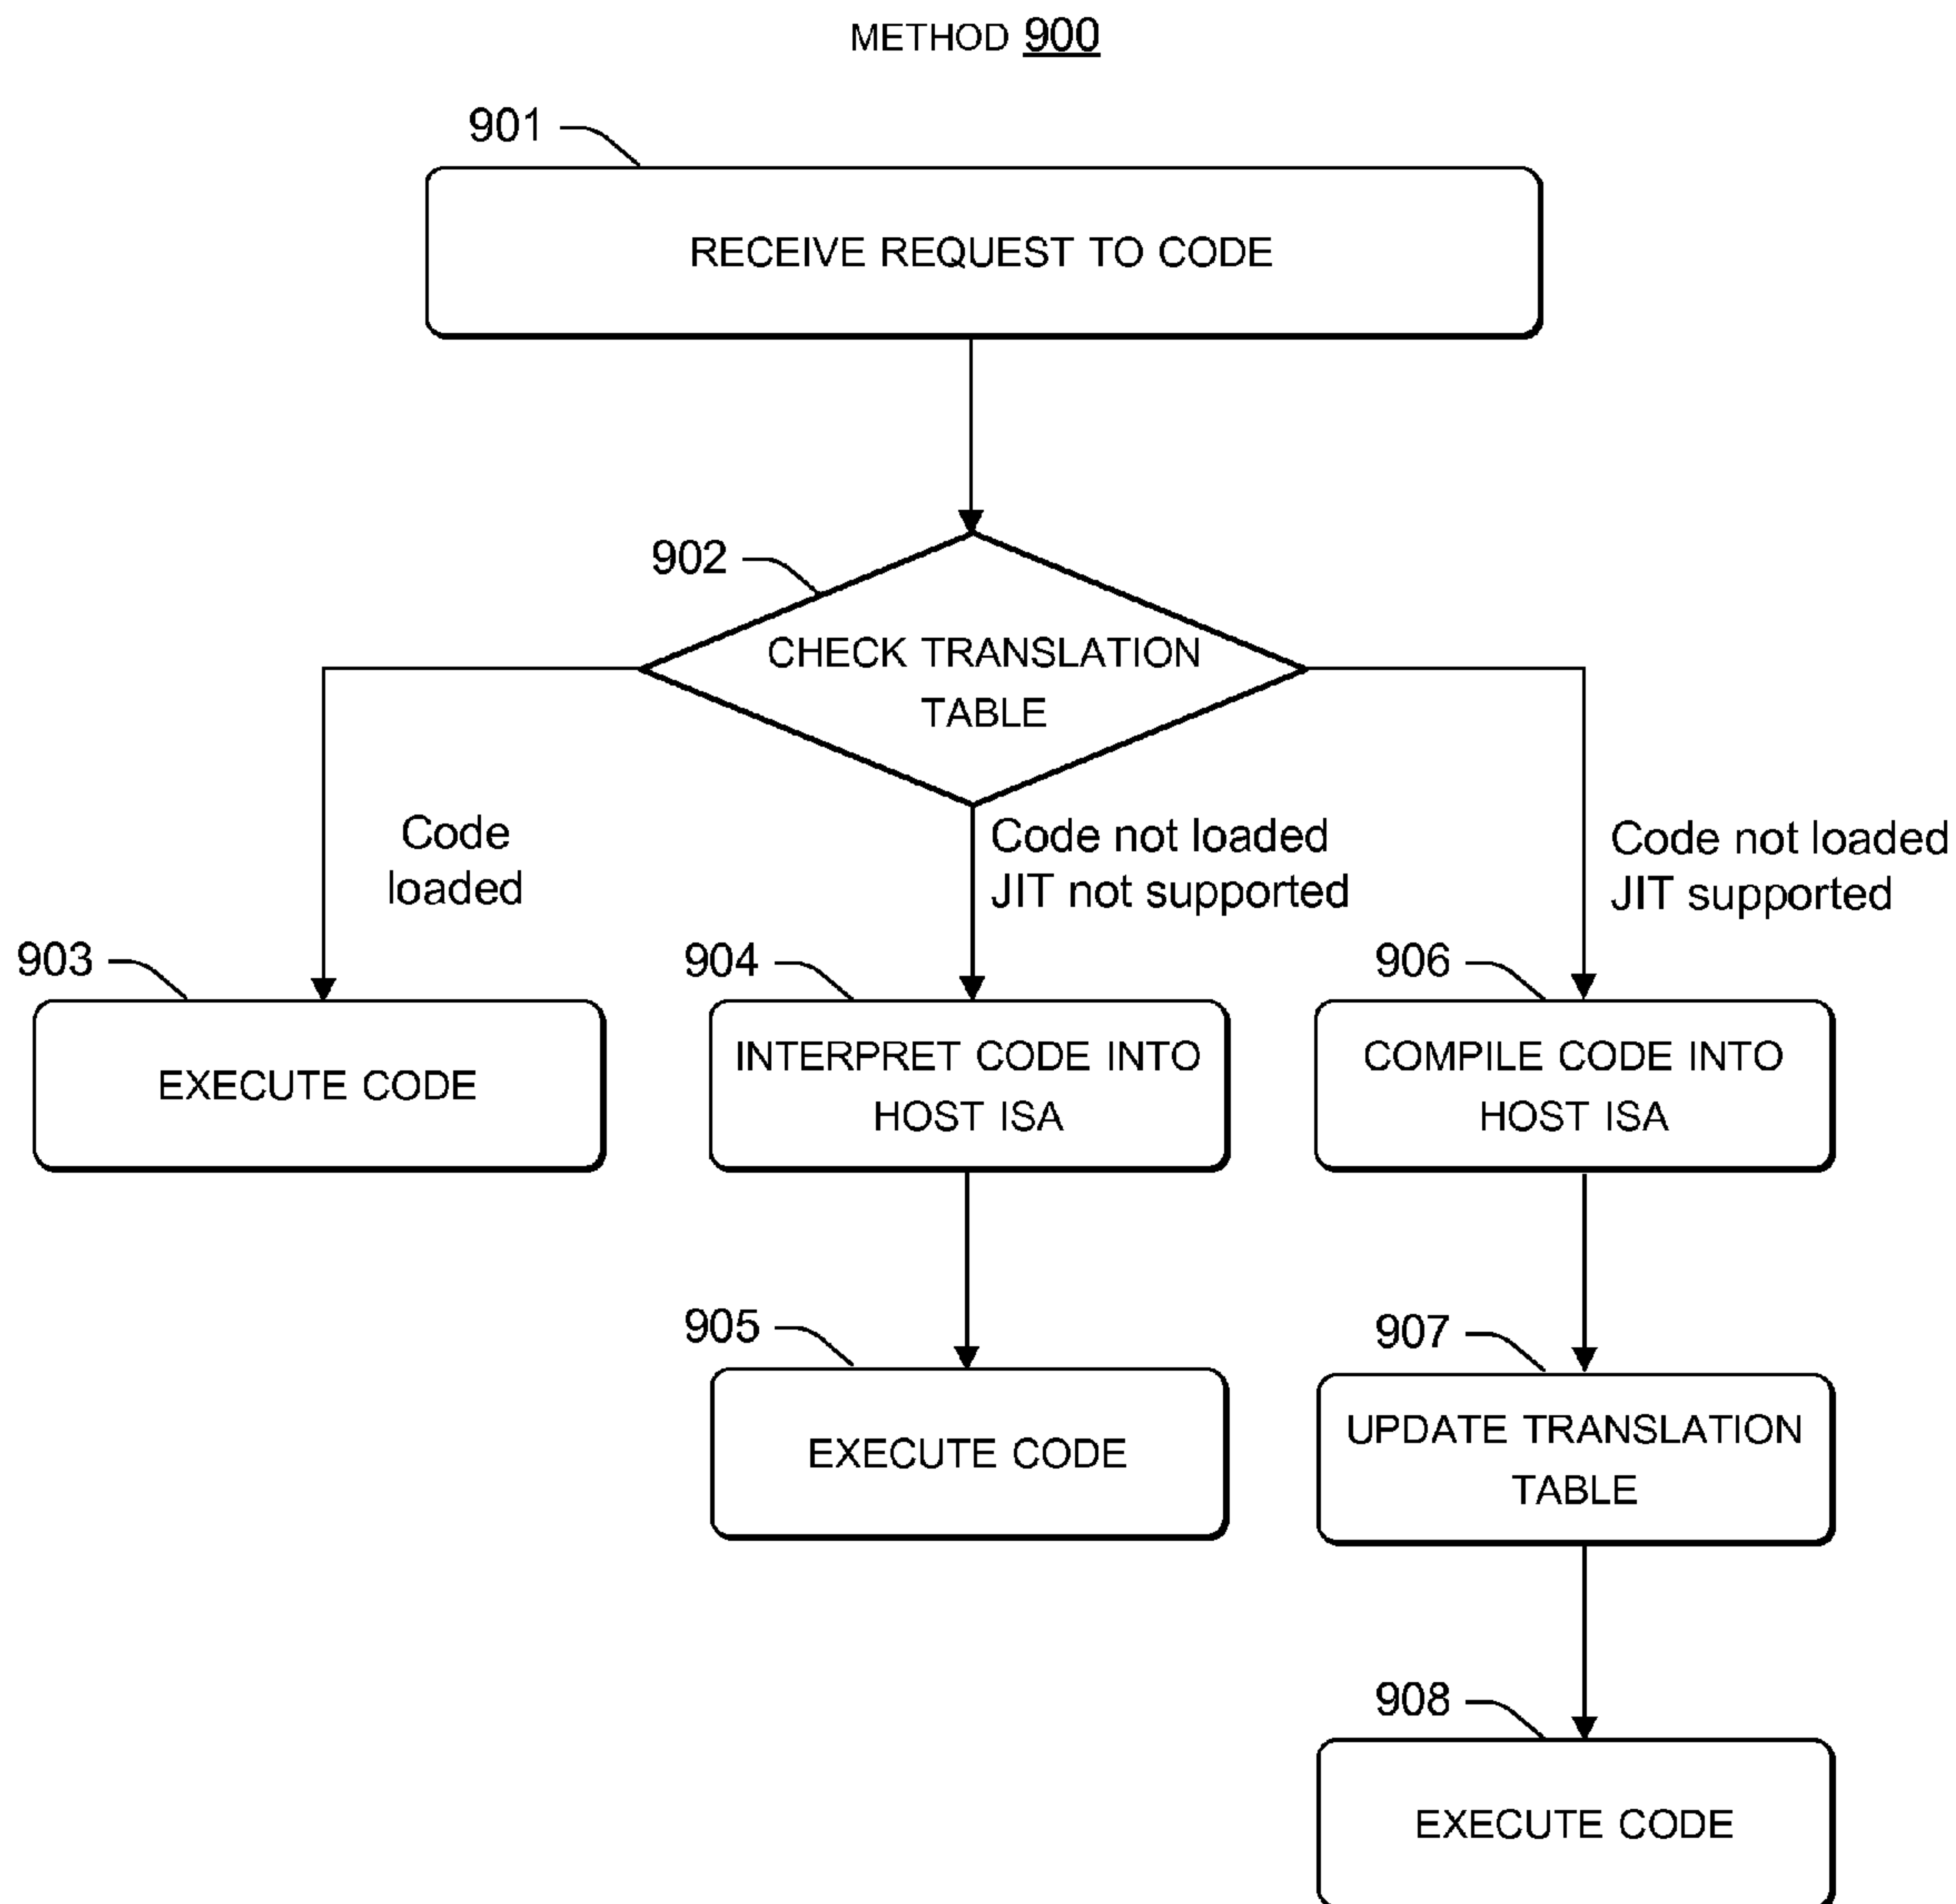 METHOD 900
901
RECEIVE REQUEST TO CODE
902
CHECK TRANSLATION
TABLE
Code
loaded
Code not loaded
JIT not supported
Code not loaded
JIT supported
903
EXECUTE CODE
904
INTERPRET CODE INTO
HOST ISA
906
COMPILE CODE INTO
HOST ISA
905
EXECUTE CODE
907
UPDATE TRANSLATION
TABLE
908
EXECUTE CODE